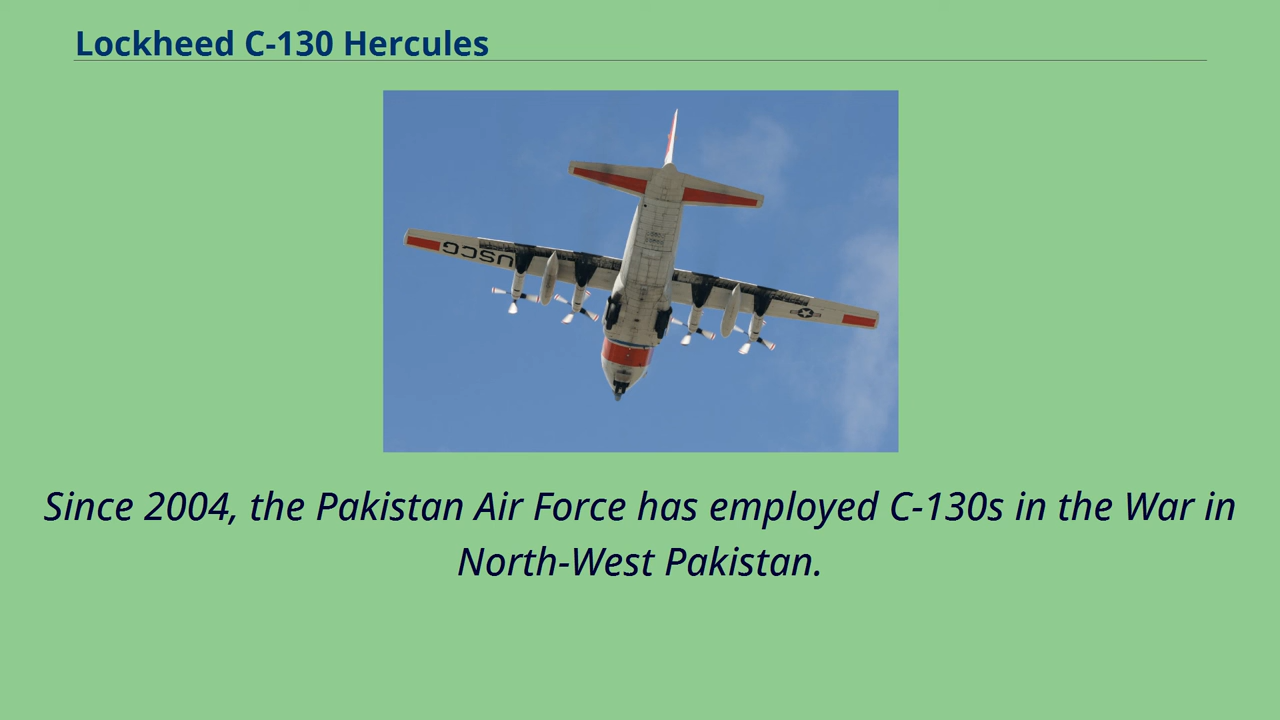 Lockheed C-130 Hercules
USCG
Since 2004, the Pakistan Air Force has employed C-130s in the War in
North-West Pakistan.